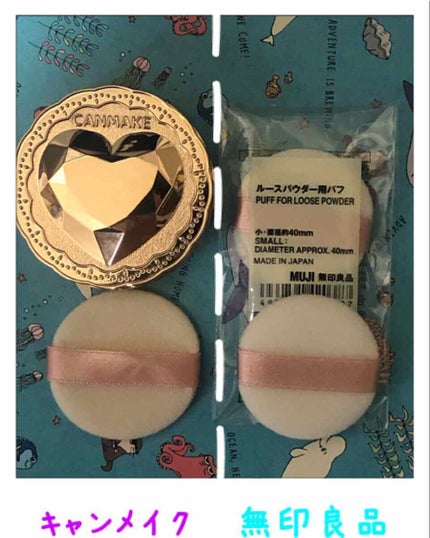 CANMAKE
ルースパウダー用パフ
PUFF FOR LOOSE POWDER
小・直径約40mm
SMALL:
DIAMETER APPROX. 40mm
MADE IN JAPAN
MUJI 無印良品
キャンメイク
無印良品